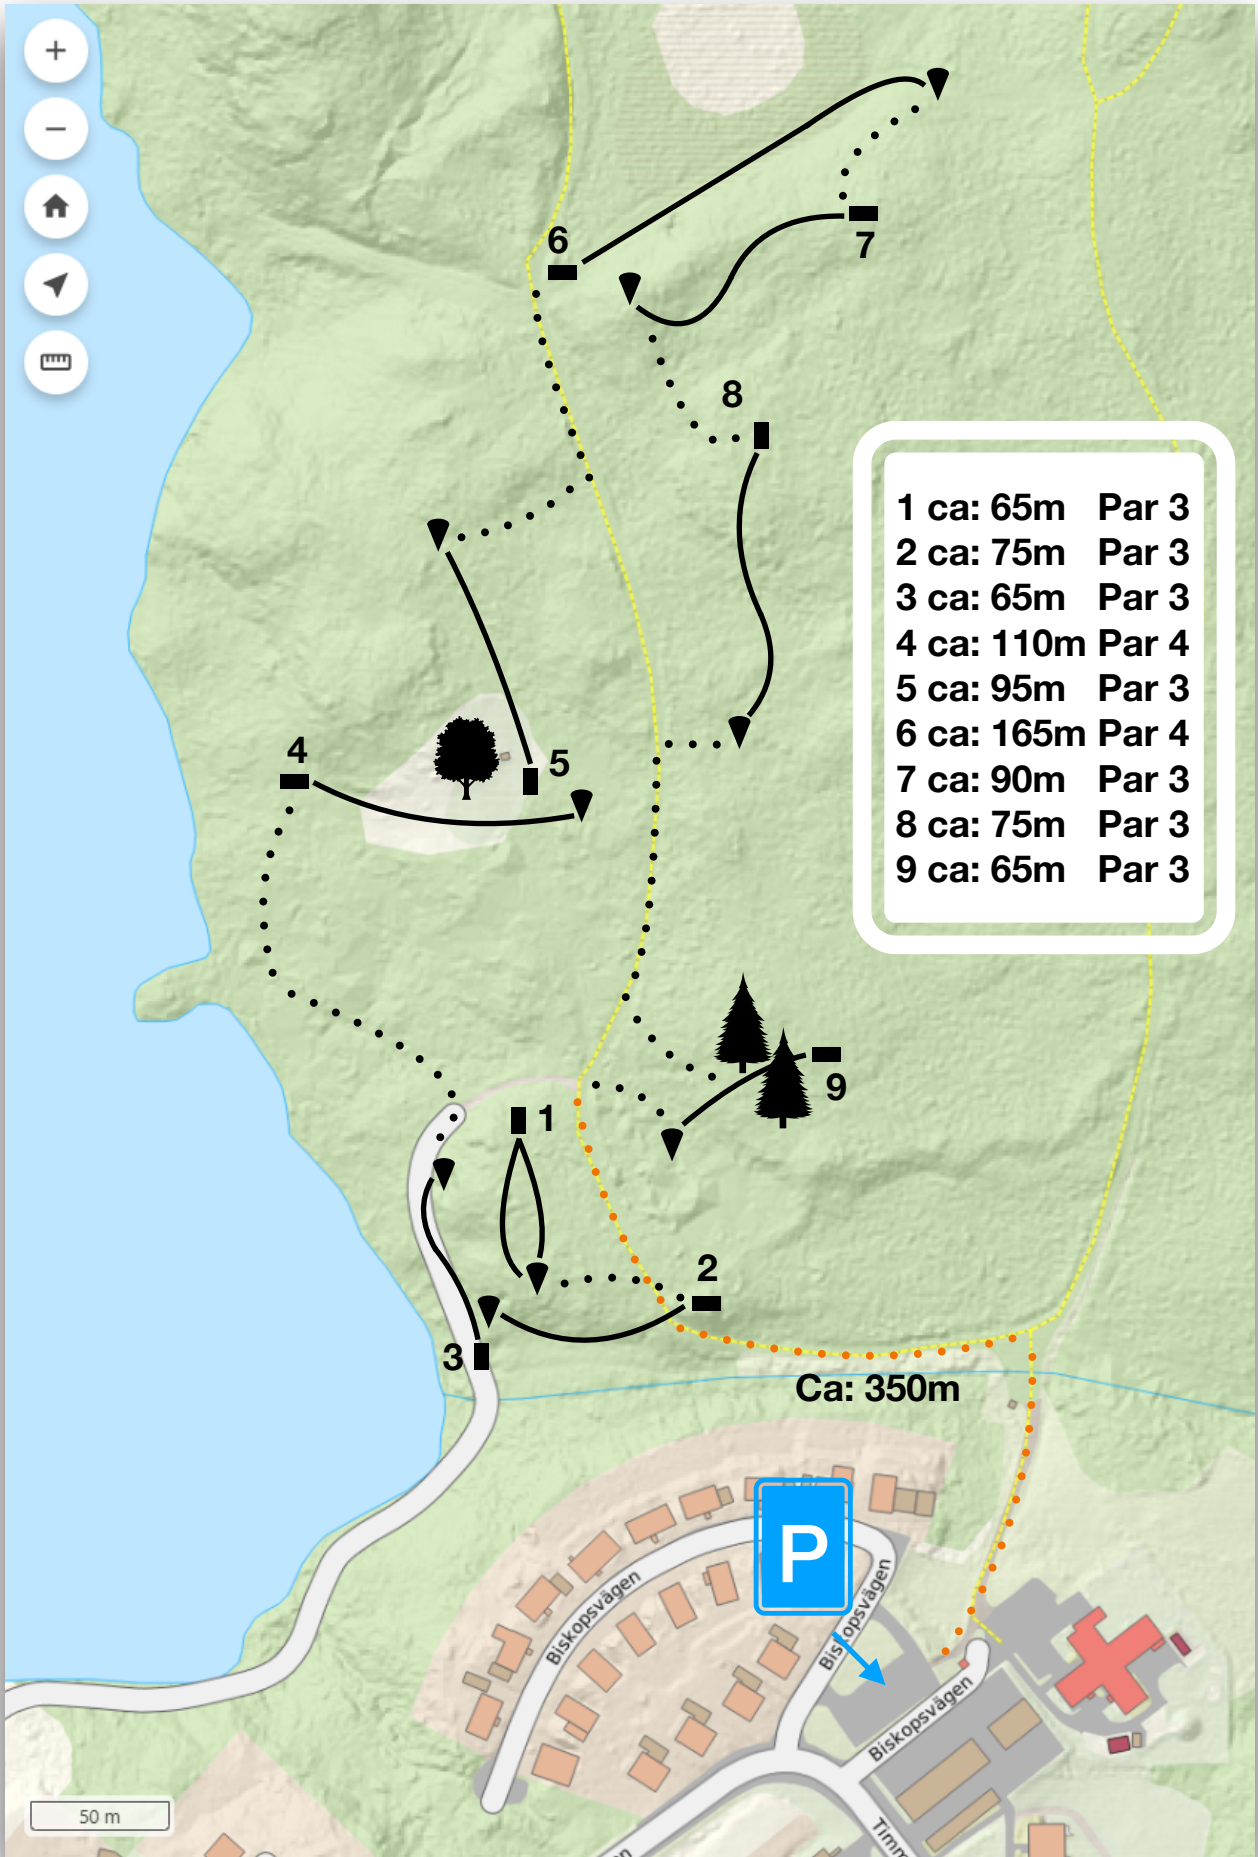 6
7
8
1 ca: 65m Par 3
2 ca: 75m Par 3
3 ca: 65m Par 3
4 ca: 110m Par 4
5 ca: 95m Par 3
6 ca: 165m Par 4
7 ca: 90m Par 3
8 ca: 75m Par 3
9 ca: 65m Par 3
4
5
9
1
2
3
Ca: 350m
P
Biskopsvägen
Biskopsvägen
Biskopsvägen
50 m
Timm
en